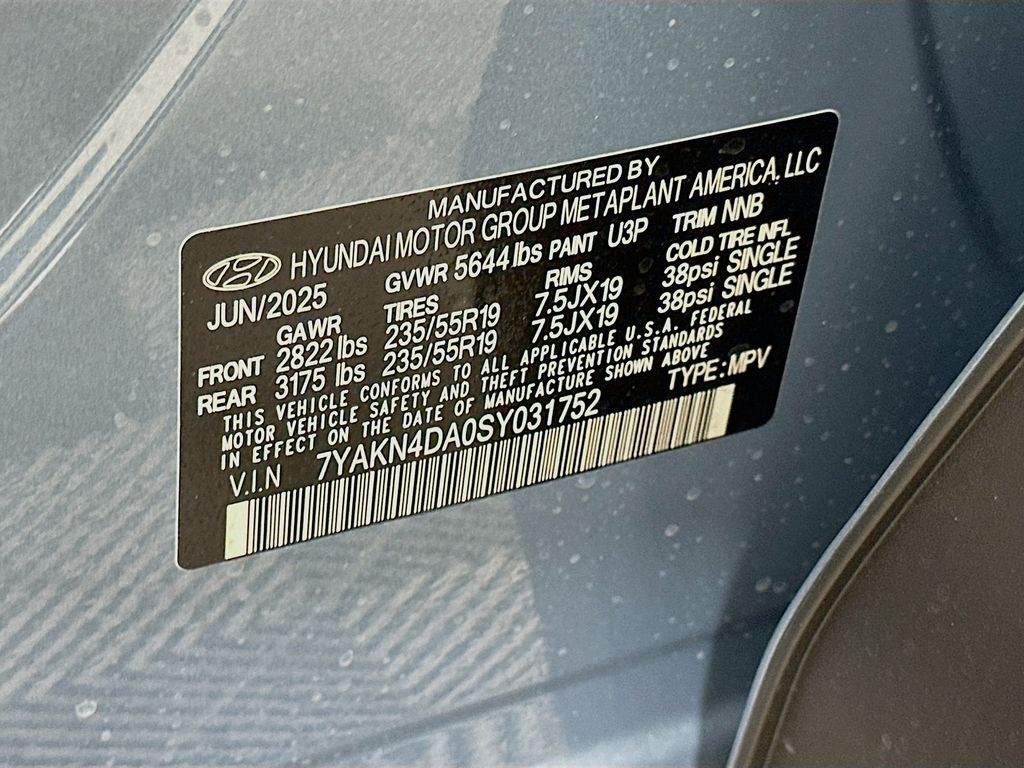 MANUFACTURED BY
HYUNDAI MOTOR GROUP METAPLANT AMERICA, LLC
JUN/2025 GVWR 5644 lbs PAINT U3P TRIM NNB
GAWR TIRES RIMS COLD TIRE INFL
FRONT 2822 lbs 235/55R19 7.5JX19 38psi SINGLE
REAR 3175 lbs 235/55R19 7.5JX19 38psi SINGLE
THIS VEHICLE CONFORMS TO ALL APPLICABLE U.S.A. FEDERAL
MOTOR VEHICLE SAFETY AND THEFT PREVENTION STANDARDS
IN EFFECT ON THE DATE OF MANUFACTURE SHOWN ABOVE
V.I.N 7YAKN4DA0SY031752 TYPE:MPV